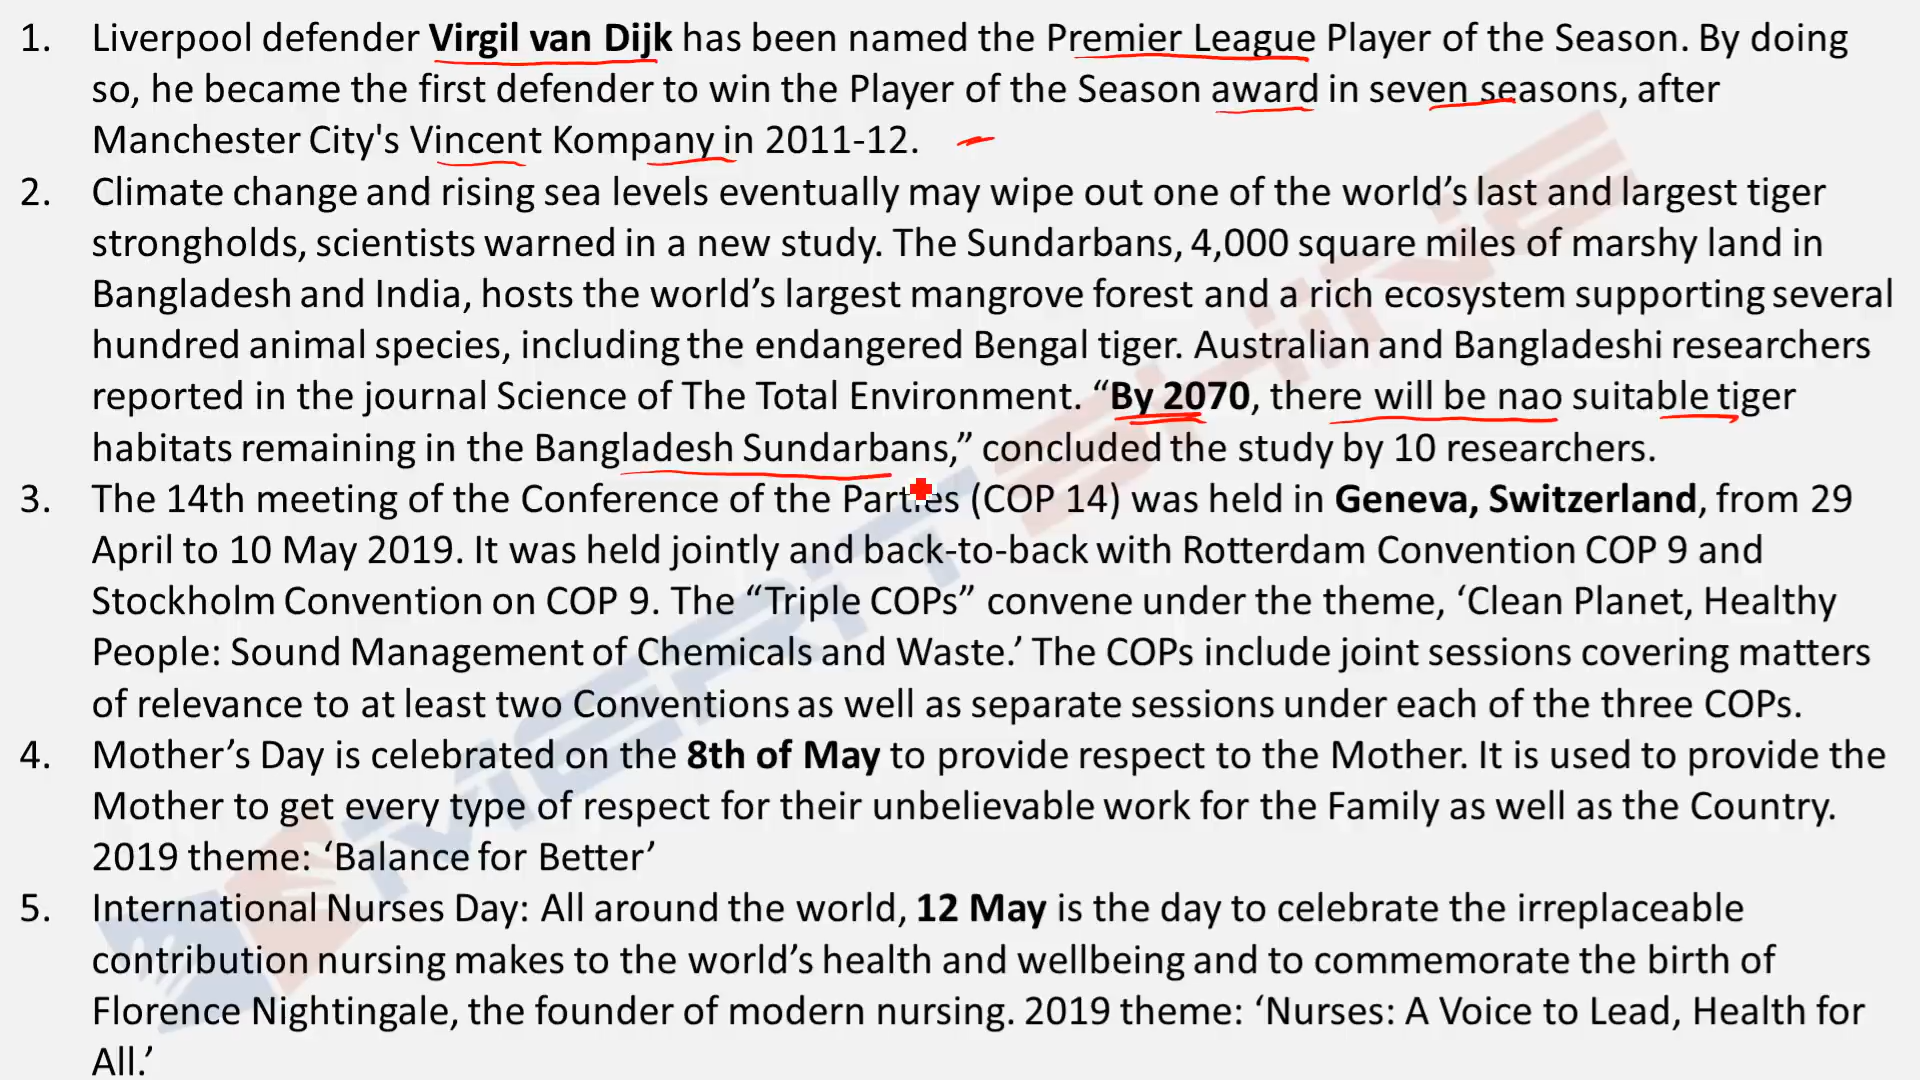 1. Liverpool defender Virgil van Dijk has been named the Premier League Player of the Season. By doing
so, he became the first defender to win the Player of the Season award in seven seasons, after
Manchester City's Vincent Kompany in 2011-12.
2. Climate change and rising sea levels eventually may wipe out one of the world’s last and largest tiger
strongholds, scientists warned in a new study. The Sundarbans, 4,000 square miles of marshy land in
Bangladesh and India, hosts the world’s largest mangrove forest and a rich ecosystem supporting several
hundred animal species, including the endangered Bengal tiger. Australian and Bangladeshi researchers
reported in the journal Science of The Total Environment. “By 2070, there will be nao suitable tiger
habitats remaining in the Bangladesh Sundarbans,” concluded the study by 10 researchers.
3. The 14th meeting of the Conference of the Parties (COP 14) was held in Geneva, Switzerland, from 29
April to 10 May 2019. It was held jointly and back-to-back with Rotterdam Convention COP 9 and
Stockholm Convention on COP 9. The “Triple COPs” convene under the theme, ‘Clean Planet, Healthy
People: Sound Management of Chemicals and Waste.’ The COPs include joint sessions covering matters
of relevance to at least two Conventions as well as separate sessions under each of the three COPs.
4. Mother’s Day is celebrated on the 8th of May to provide respect to the Mother. It is used to provide the
Mother to get every type of respect for their unbelievable work for the Family as well as the Country.
2019 theme: ‘Balance for Better’
5. International Nurses Day: All around the world, 12 May is the day to celebrate the irreplaceable
contribution nursing makes to the world’s health and wellbeing and to commemorate the birth of
Florence Nightingale, the founder of modern nursing. 2019 theme: ‘Nurses: A Voice to Lead, Health for
All.’
MERIT SHINE